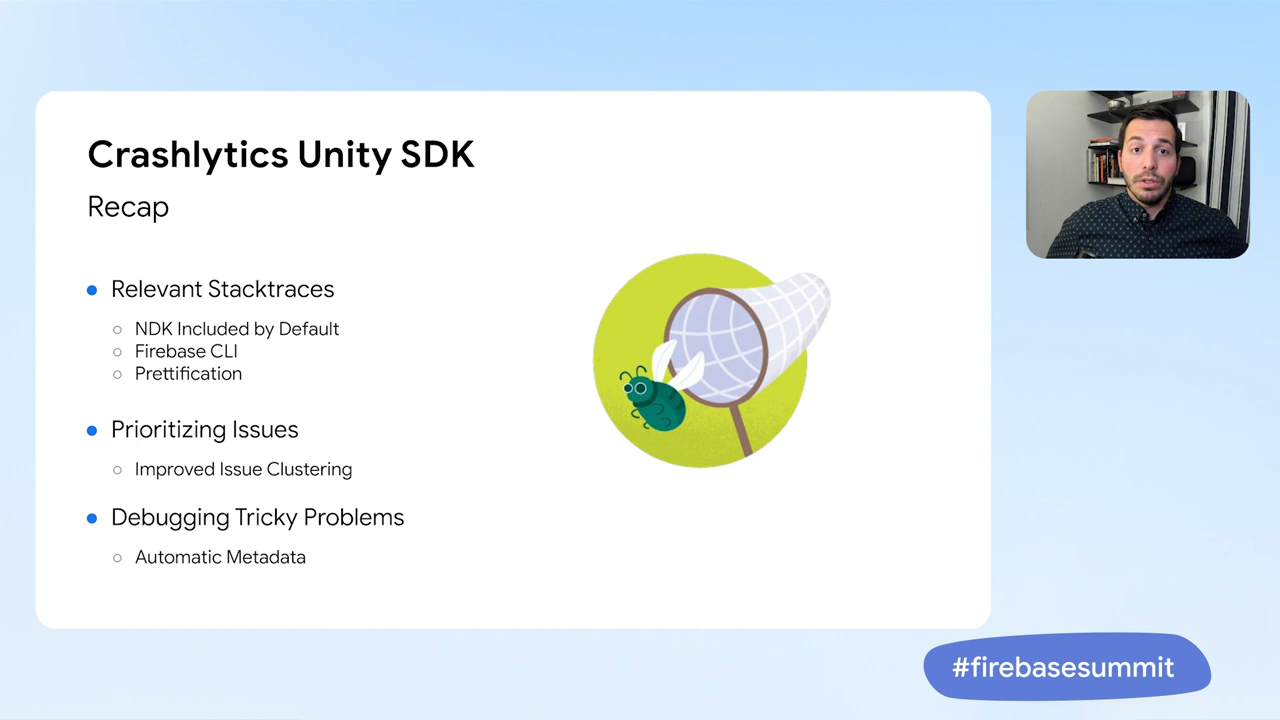 Crashlytics Unity SDK
Recap
Relevant Stacktraces
NDK Included by Default
Firebase CLI
Prettification
Prioritizing Issues
Improved Issue Clustering
Debugging Tricky Problems
Automatic Metadata
#firebasesummit